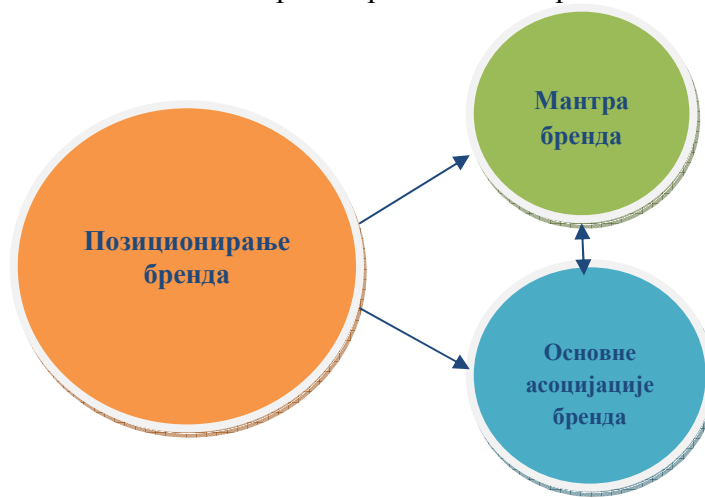 Позиционирање
бренда
Мантра
бренда
Основне
асоцијације
бренда